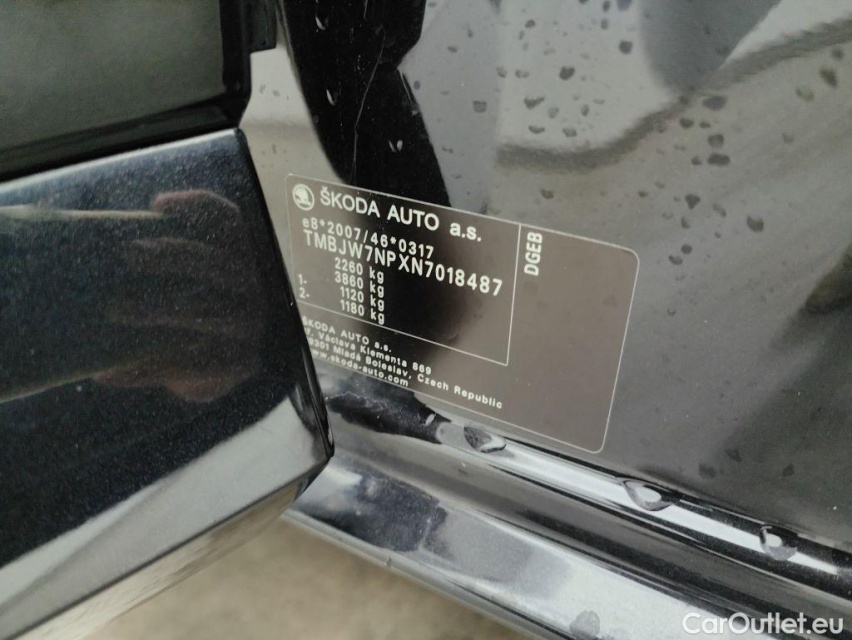 ŠKODA AUTO a.s.
e8*2007/46*0317
TMBJW7NPXN7018487
2260 kg
3860 kg
1- 1120 kg
2- 1180 kg
DGEB
ŠKODA AUTO a.s.
Václava Klementa 869
Mladá Boleslav, Czech Republic
www.skoda-auto.com
CarOutlet.eu